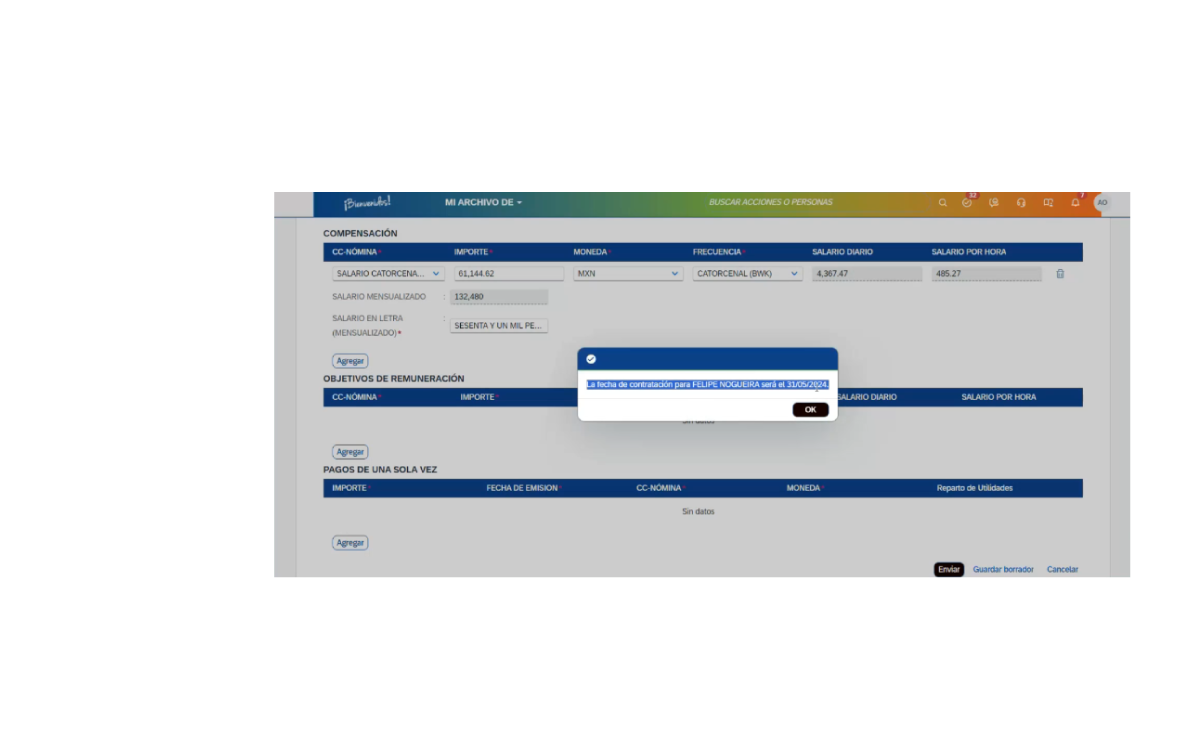 ¡Bienvenidos! MI ARCHIVO DE BUSCAR ACCIONES O PERSONAS 32 7 AO
COMPENSACIÓN
CC-NÓMINA* IMPORTE* MONEDA* FRECUENCIA* SALARIO DIARIO SALARIO POR HORA
SALARIO CATORCENA... 61,144.62 MXN CATORCENAL (BWK) 4,367.47 485.27
SALARIO MENSUALIZADO : 132,480
SALARIO EN LETRA :
(MENSUALIZADO)* SESENTA Y UN MIL PE...
Agregar
OBJETIVOS DE REMUNERACIÓN
CC-NÓMINA* IMPORTE* SALARIO DIARIO SALARIO POR HORA
La fecha de contratación para FELIPE NOGUEIRA será el 31/05/2024.
OK
Sin datos
Agregar
PAGOS DE UNA SOLA VEZ
IMPORTE* FECHA DE EMISION* CC-NÓMINA* MONEDA* Reparto de Utilidades
Sin datos
Agregar
Enviar Guardar borrador Cancelar